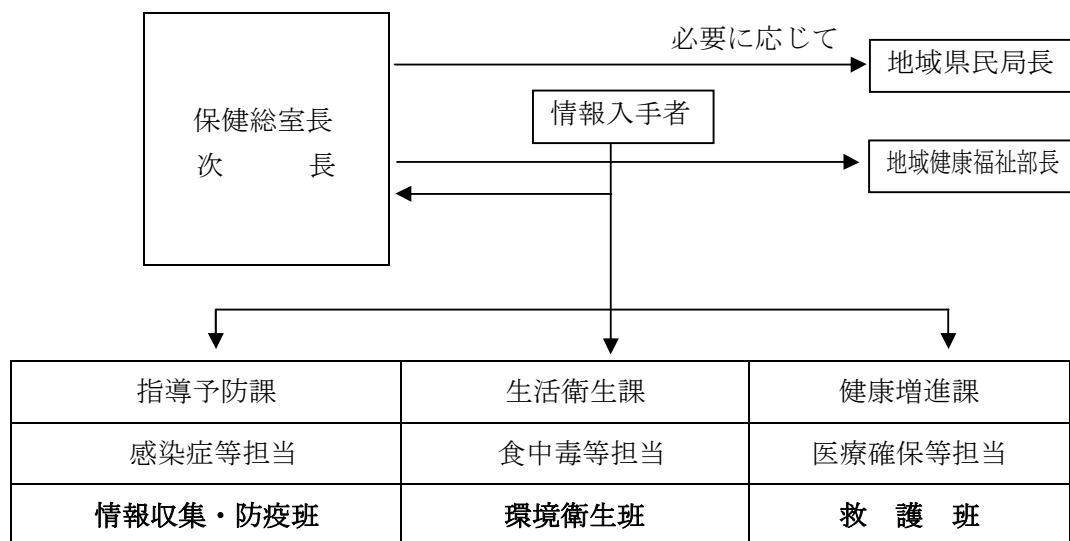 必要に応じて
地域県民局長
保健総室長
次　　　長
情報入手者
地域健康福祉部長
指導予防課　生活衛生課　健康増進課
感染症等担当　食中毒等担当　医療確保等担当
情報収集・防疫班　環境衛生班　救　護　班